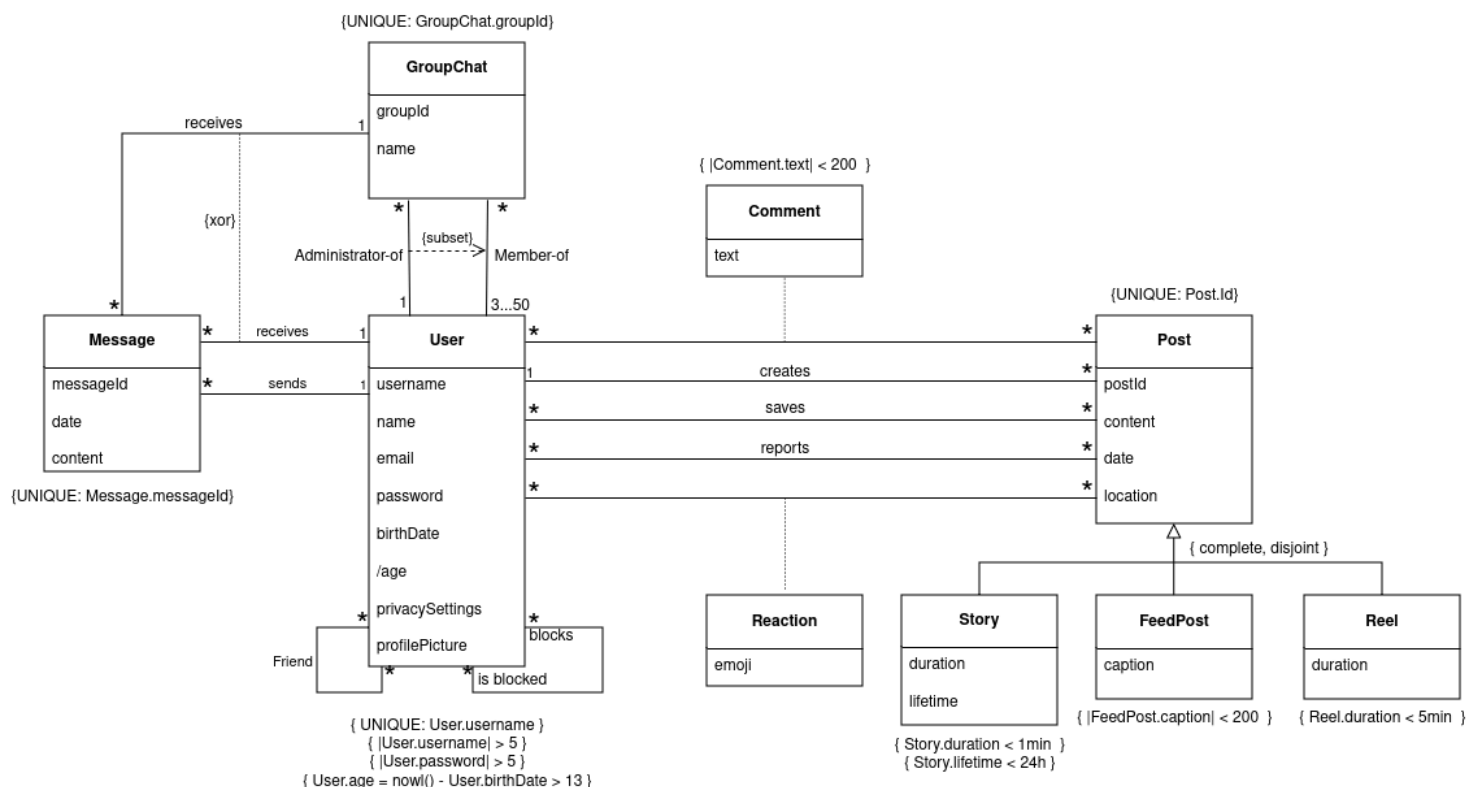 {UNIQUE: GroupChat.groupId}
GroupChat
groupId
name
receives
1
{xor}
*
*
*
{subset}
Administrator-of
Member-of
1
3...50
{ |Comment.text| < 200 }
Comment
text
{UNIQUE: Post.Id}
Message
messageId
date
content
{UNIQUE: Message.messageId}
*
receives
1
*
sends
1
User
username
name
email
password
birthDate
/age
privacySettings
profilePicture
*
*
1
creates
*
*
saves
*
*
reports
*
*
*
Post
postId
content
date
location
{ complete, disjoint }
*
Friend
*
*
blocks
*
is blocked
{ UNIQUE: User.username }
{ |User.username| > 5 }
{ |User.password| > 5 }
{ User.age = nowl() - User.birthDate > 13 }
Reaction
emoji
Story
duration
lifetime
{ Story.duration < 1min }
{ Story.lifetime < 24h }
FeedPost
caption
{ |FeedPost.caption| < 200 }
Reel
duration
{ Reel.duration < 5min }